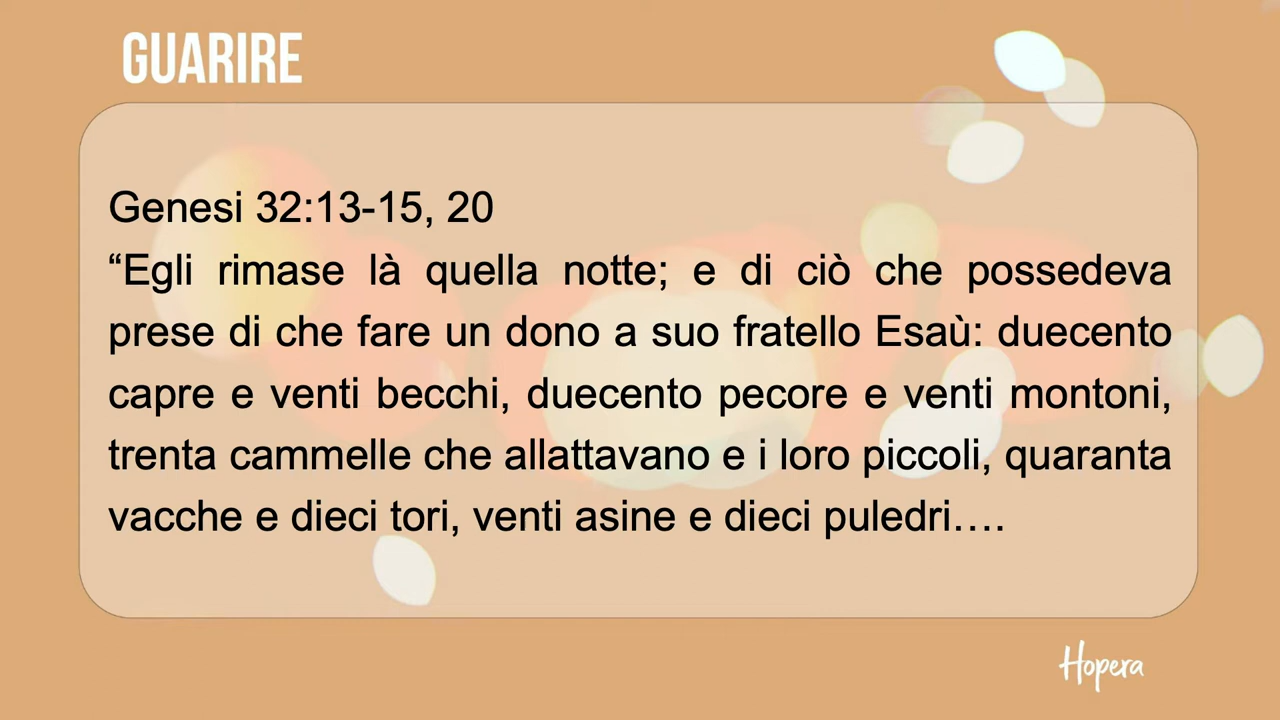 GUARIRE
Genesi 32:13-15, 20
“Egli rimase là quella notte; e di ciò che possedeva
prese di che fare un dono a suo fratello Esaù: duecento
capre e venti becchi, duecento pecore e venti montoni,
trenta cammelle che allattavano e i loro piccoli, quaranta
vacche e dieci tori, venti asine e dieci puledri….
Hopera